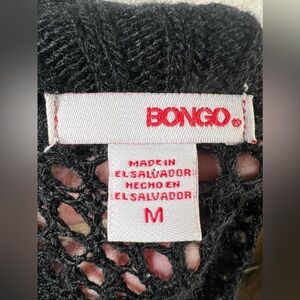 BONGO®
MADE IN
EL SALVADOR
HECHO EN
EL SALVADOR
M